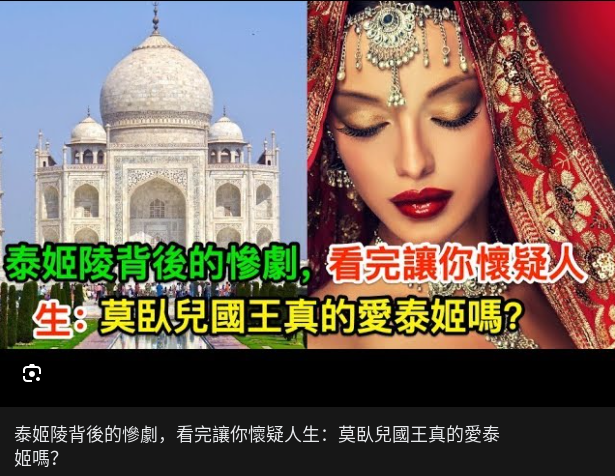 泰姬陵背後的慘劇，看完讓你懷疑人
生：莫臥兒國王真的愛泰姬嗎？
泰姬陵背後的慘劇，看完讓你懷疑人生：莫臥兒國王真的愛泰
姬嗎？